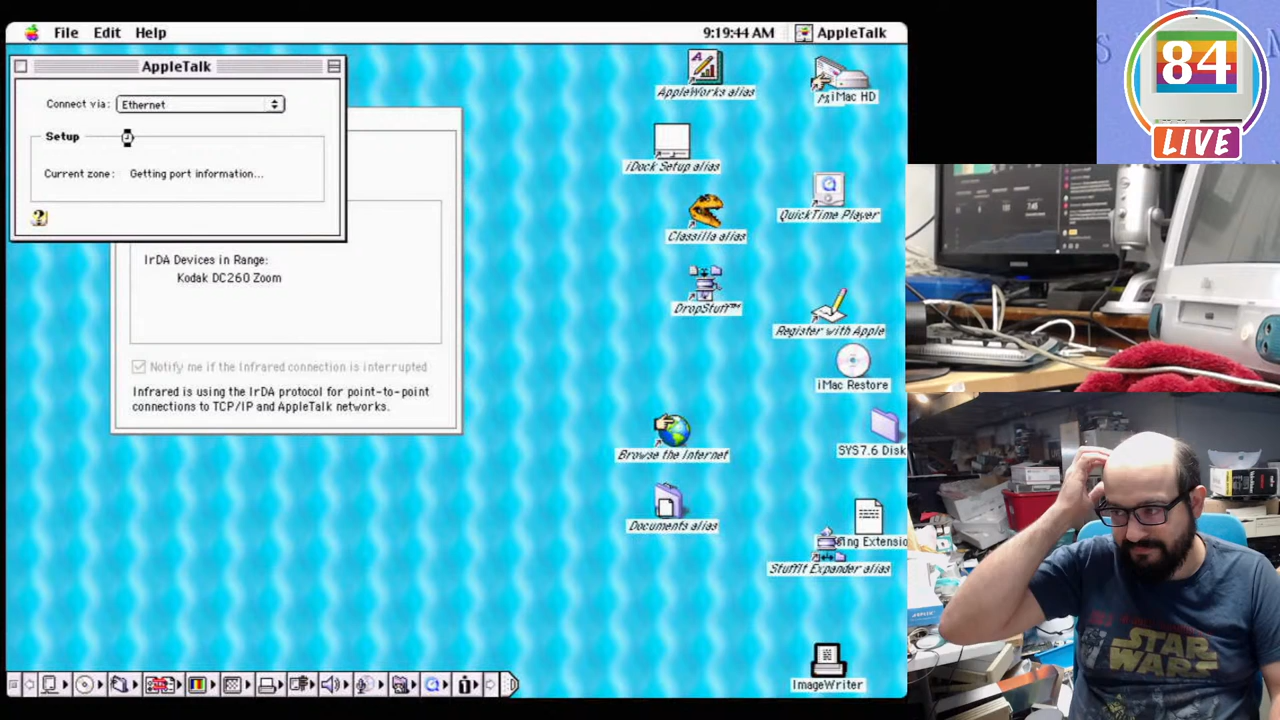 File Edit Help
9:19:44 AM
AppleTalk
AppleTalk
Connect via: Ethernet
Setup
Current zone: Getting port information...
IrDA Devices in Range:
Kodak DC260 Zoom
Notify me if the Infrared connection is interrupted
Infrared is using the IrDA protocol for point-to-point
connections to TCP/IP and AppleTalk networks.
AppleWorks alias
iMac HD
iDock Setup alias
QuickTime Player
Classilla alias
DropStuff™
Register with Apple
iMac Restore
Browse the Internet
SYS7.6 Disk
Documents alias
ing Extensio
StuffIt Expander alias
ImageWriter
84
LIVE
STAR
WARS